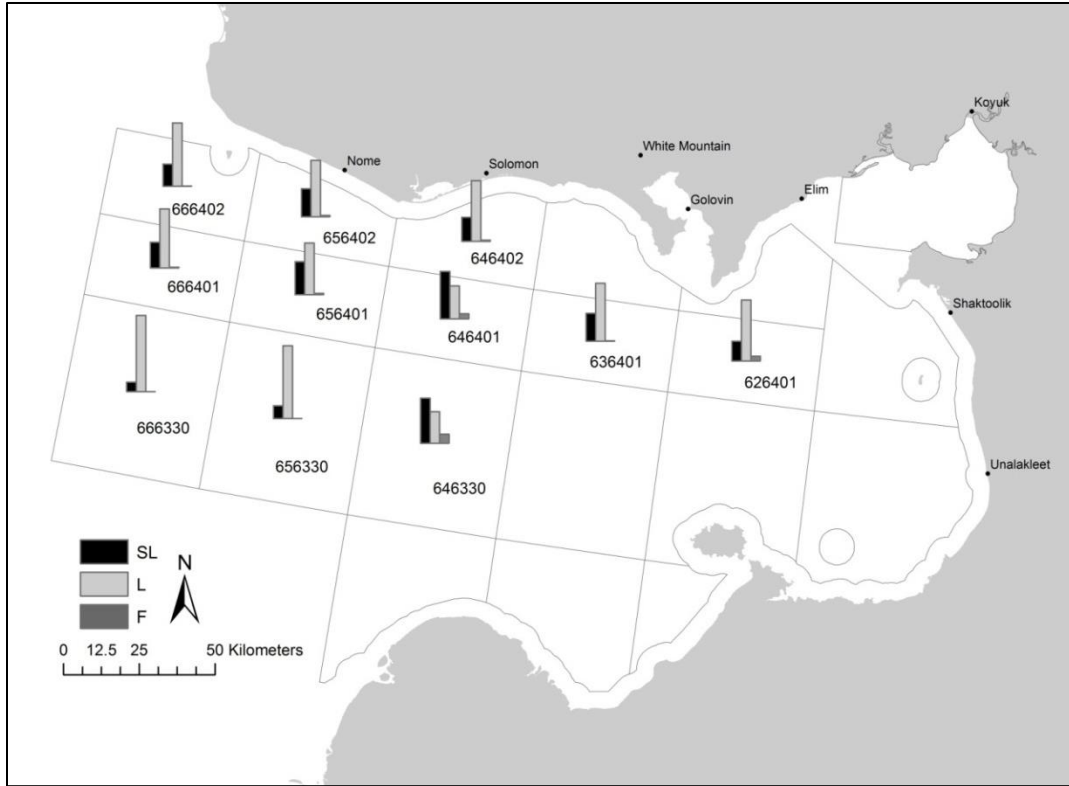 Koyuk
White Mountain
Nome
Solomon
Elim
Golovin
666402
656402
646402
666401
656401
646401
636401
626401
Shaktoolik
666330
656330
646330
Unalakleet
SL
L
F
N
0 12.5 25 50 Kilometers